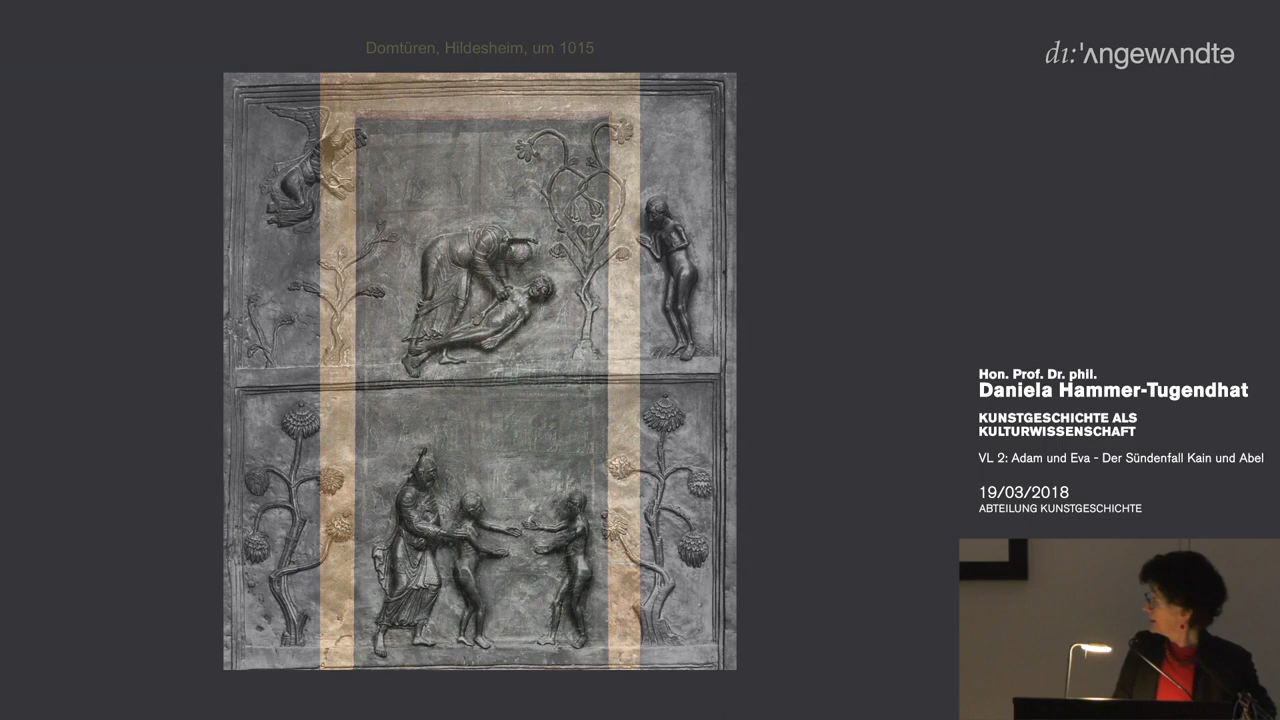 Domtüren, Hildesheim, um 1015
dı:ˈʌngewʌndtə
Hon. Prof. Dr. phil.
Daniela Hammer-Tugendhat
KUNSTGESCHICHTE ALS
KULTURWISSENSCHAFT
VL 2: Adam und Eva - Der Sündenfall Kain und Abel
19/03/2018
ABTEILUNG KUNSTGESCHICHTE